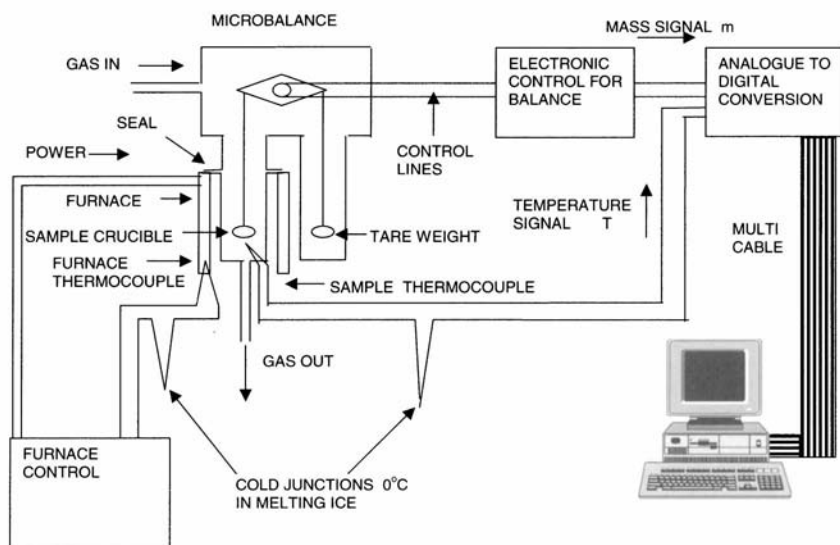 MICROBALANCE
MASS SIGNAL m
GAS IN
ELECTRONIC
CONTROL FOR
BALANCE
ANALOGUE TO
DIGITAL
CONVERSION
SEAL
POWER
CONTROL
LINES
FURNACE
TEMPERATURE
SIGNAL T
SAMPLE CRUCIBLE
TARE WEIGHT
MULTI
CABLE
FURNACE
THERMOCOUPLE
SAMPLE THERMOCOUPLE
GAS OUT
FURNACE
CONTROL
COLD JUNCTIONS 0°C
IN MELTING ICE